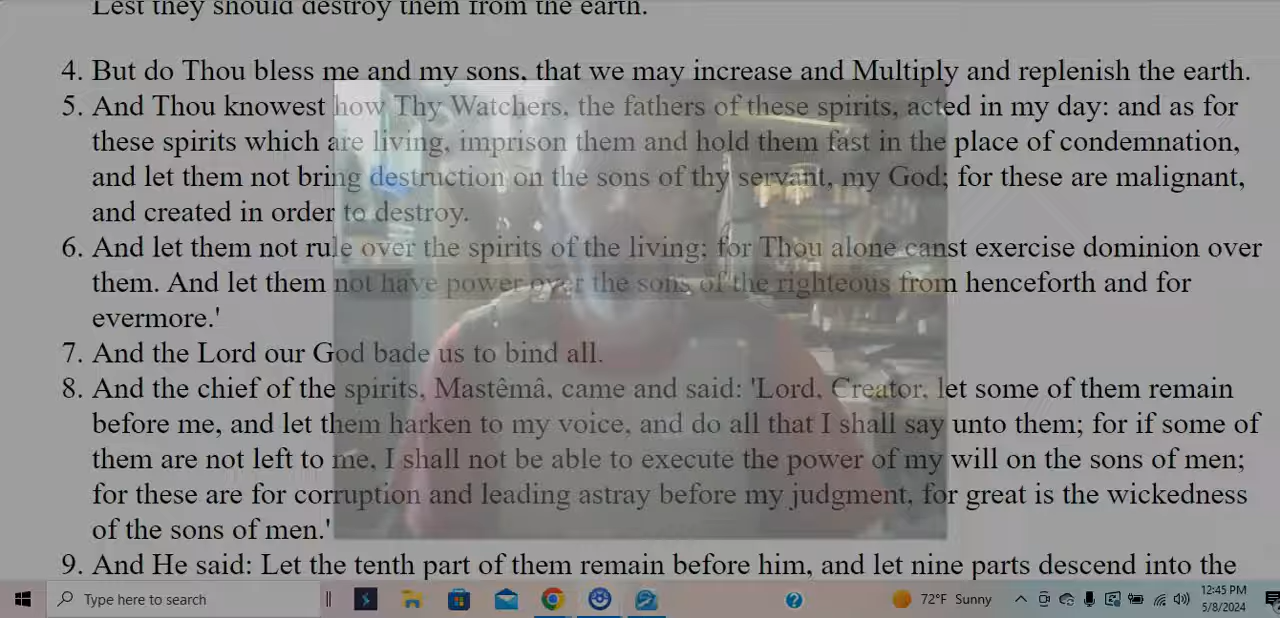 Lest they should destroy them from the earth.
4. But do Thou bless me and my sons, that we may increase and Multiply and replenish the earth.
5. And Thou knowest how Thy Watchers, the fathers of these spirits, acted in my day: and as for
these spirits which are living, imprison them and hold them fast in the place of condemnation,
and let them not bring destruction on the sons of thy servant, my God; for these are malignant,
and created in order to destroy.
6. And let them not rule over the spirits of the living; for Thou alone canst exercise dominion over
them. And let them not have power over the sons of the righteous from henceforth and for
evermore.'
7. And the Lord our God bade us to bind all.
8. And the chief of the spirits, Mastêmâ, came and said: 'Lord, Creator, let some of them remain
before me, and let them harken to my voice, and do all that I shall say unto them; for if some of
them are not left to me, I shall not be able to execute the power of my will on the sons of men;
for these are for corruption and leading astray before my judgment, for great is the wickedness
of the sons of men.'
9. And He said: Let the tenth part of them remain before him, and let nine parts descend into the
Type here to search
72°F Sunny
12:45 PM
5/8/2024